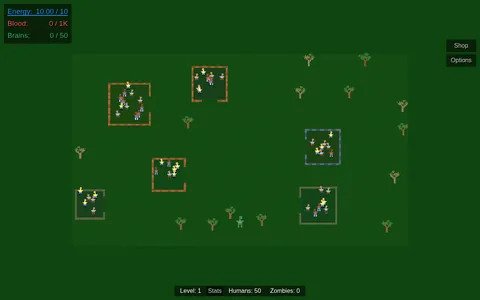 Energy: 10.00 / 10
Blood: 0 / 1K
Brains: 0 / 50
Shop
Options
Level: 1 Stats Humans: 50 Zombies: 0